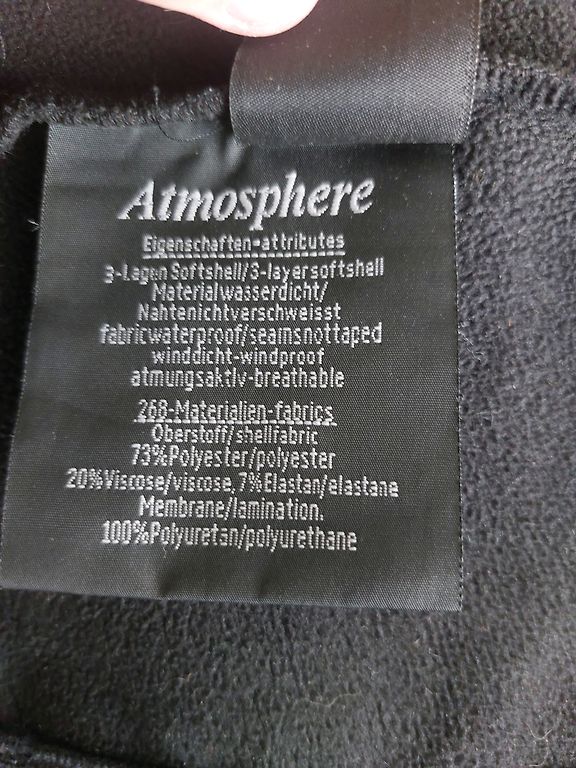 Atmosphere
Eigenschaften-attributes
3-Lagen Softshell/3-layersoftshell
Materialwasserdicht/
Nahtenichtverschweisst
fabricwaterproof/seamsnottaped
winddicht-windproof
atmungsaktiv-breathable
268-Materialien-fabrics
Oberstoff/shellfabric
73%Polyester/polyester
20%Viscose/viscose, 7%Elastan/elastane
Membrane/lamination.
100%Polyuretan/polyurethane